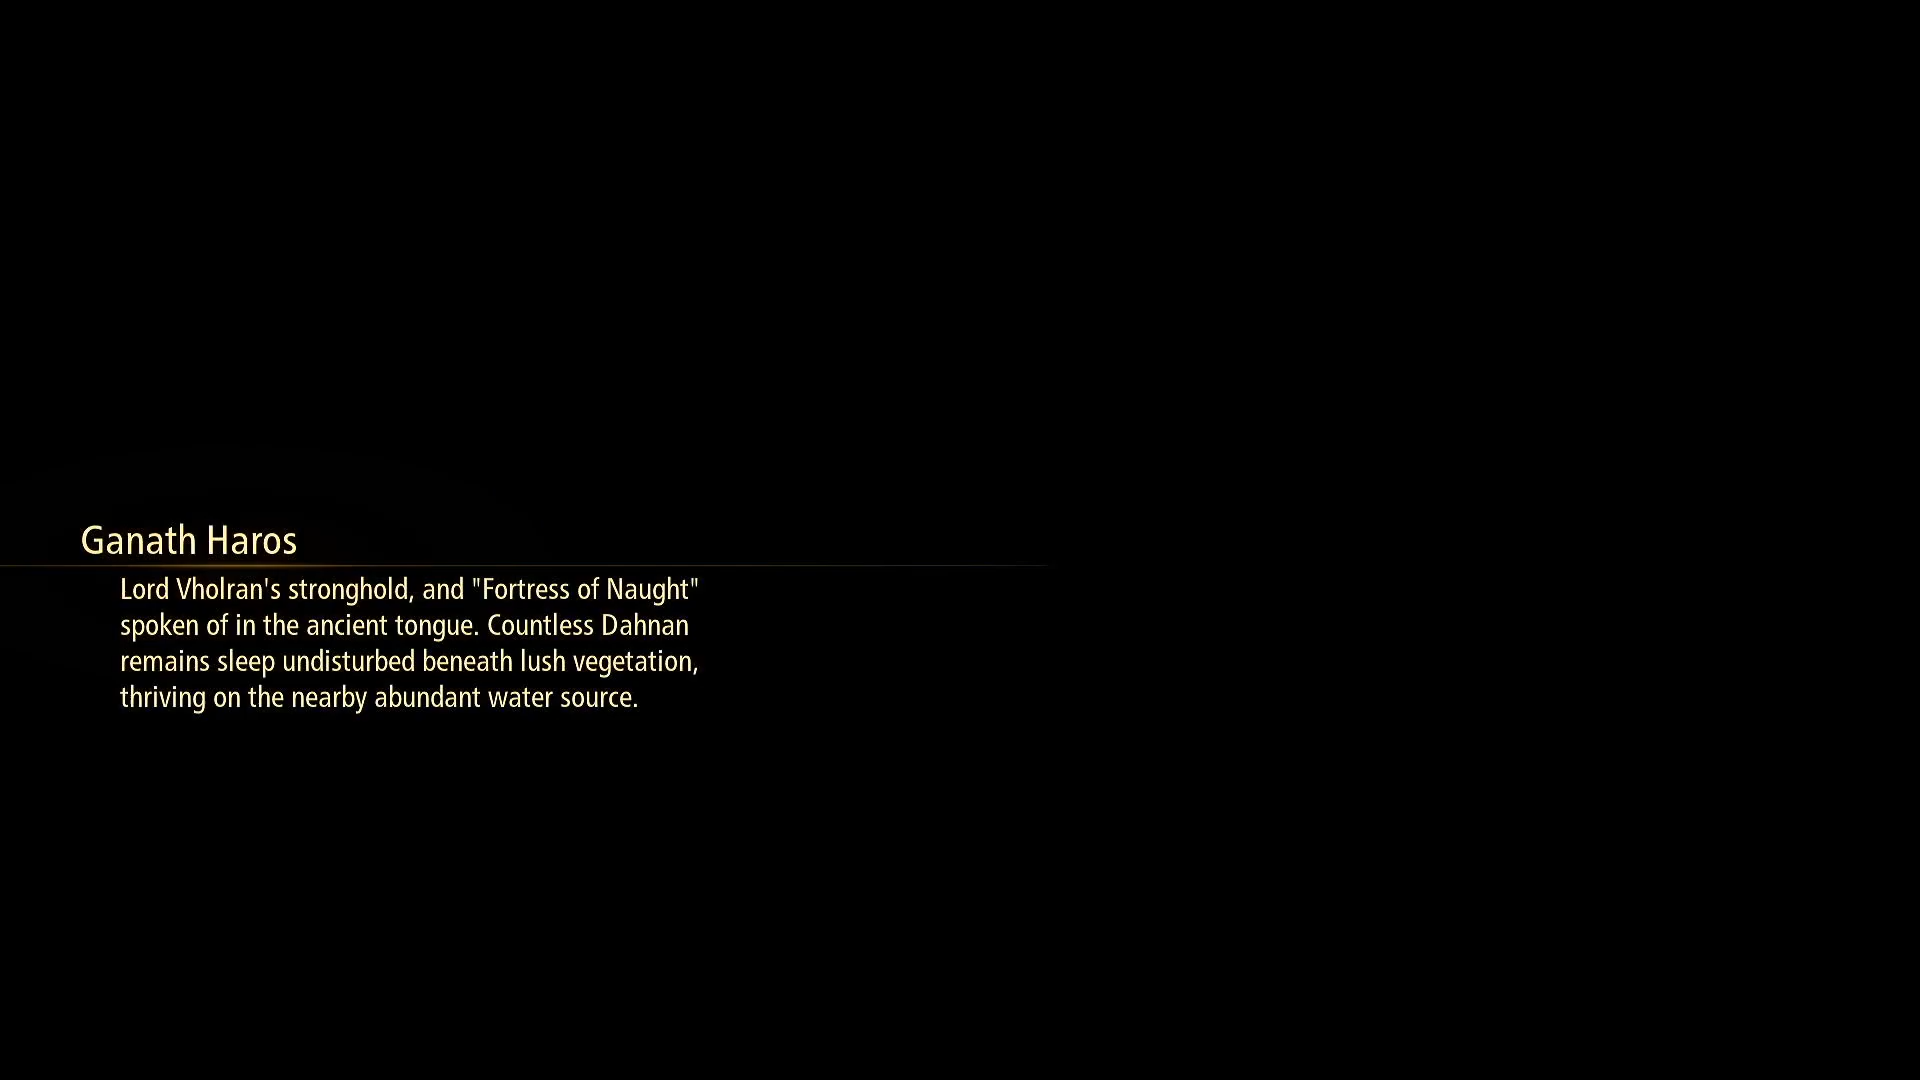 Ganath Haros
Lord Vholran's stronghold, and "Fortress of Naught"
spoken of in the ancient tongue. Countless Dahnan
remains sleep undisturbed beneath lush vegetation,
thriving on the nearby abundant water source.